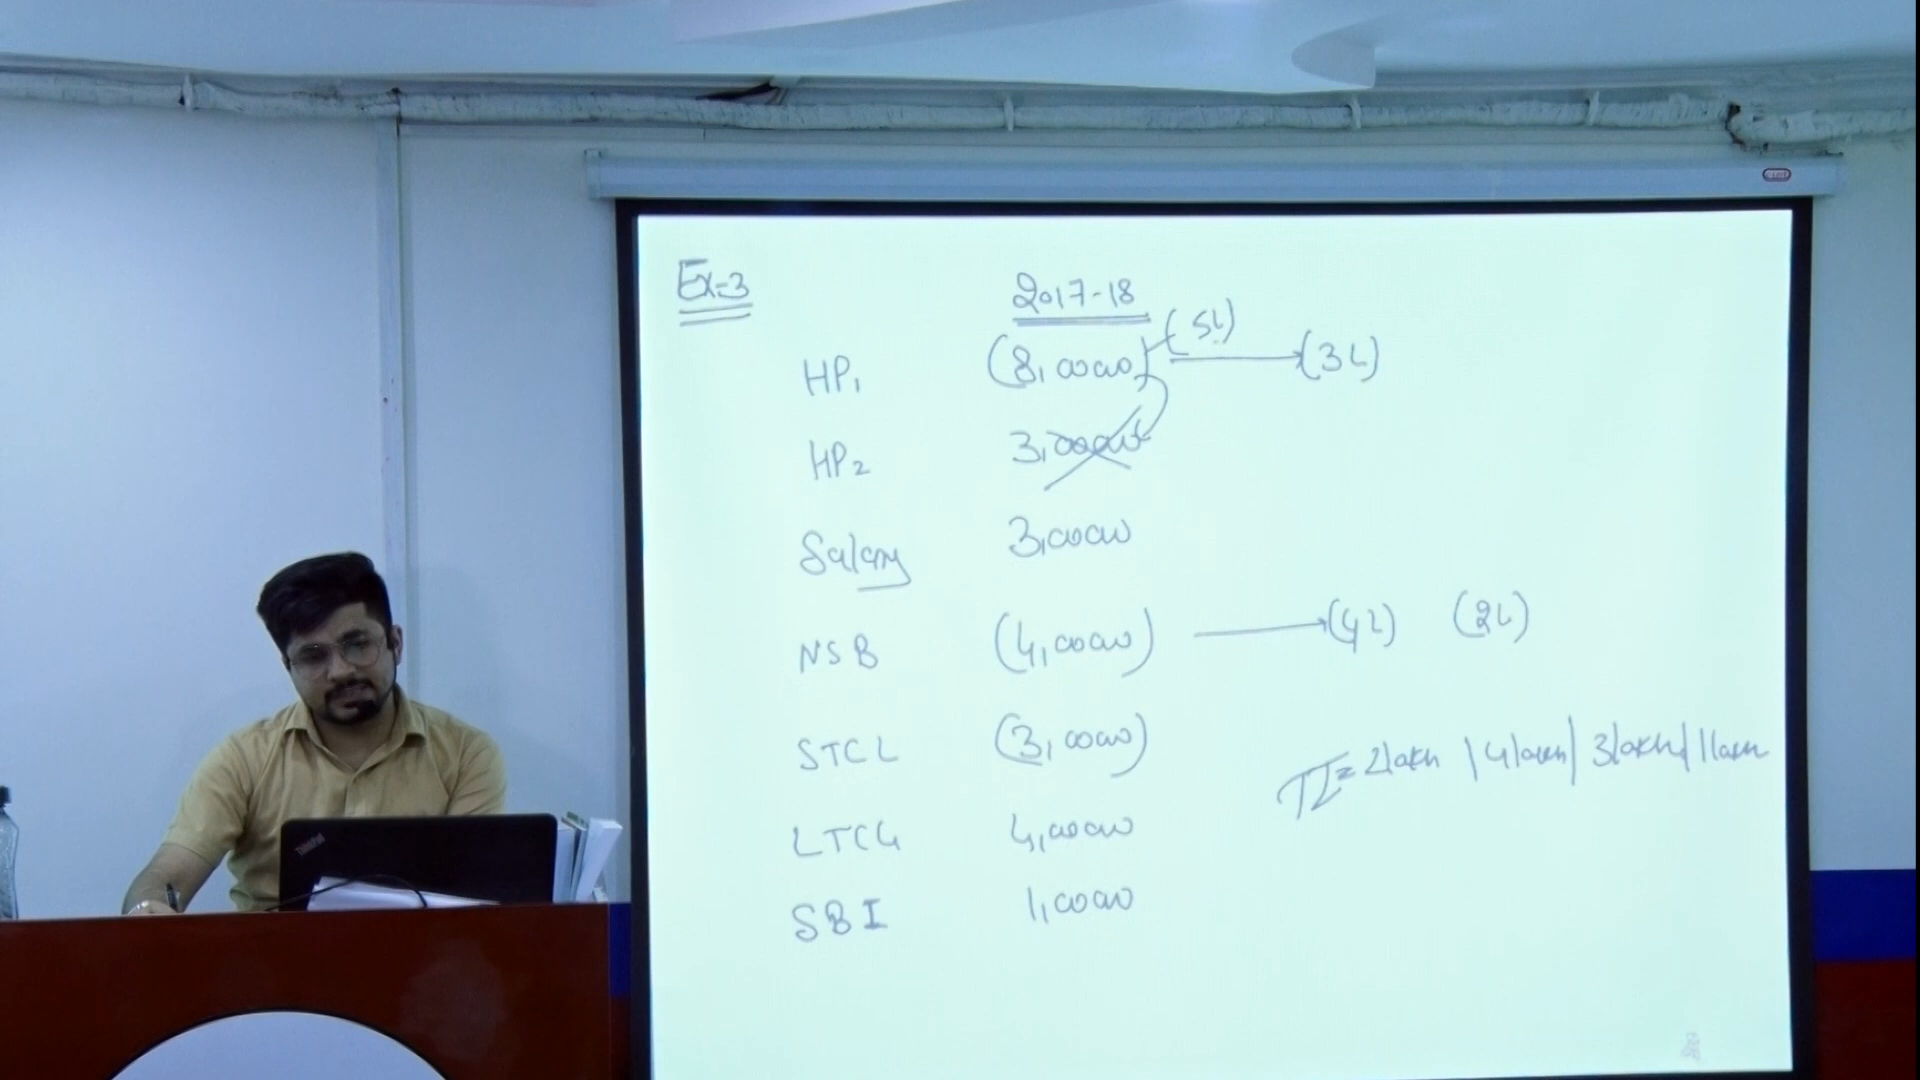 Ex-3 2017-18
HP1 (8,00000) (5L) (3L)
HP2 3,00000
Salary 3,00000
NSB (4,00000) (4L) (2L)
STCL (3,00000)
TI = 2lakh | 4lakh | 3lakh | 1lakh
LTCG 4,00000
SBI 1,00000
ThinkPad